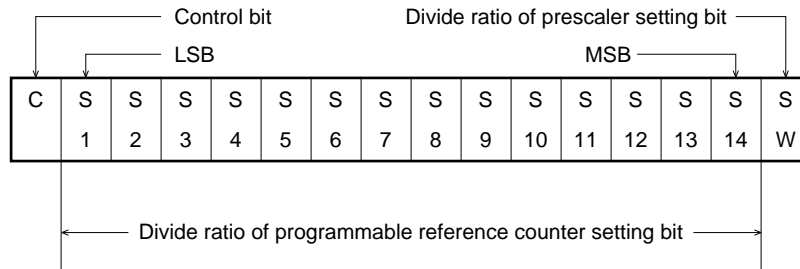 Control bit Divide ratio of prescaler setting bit
LSB MSB
C S S S S S S S S S S S S S S S
1 2 3 4 5 6 7 8 9 10 11 12 13 14 W
Divide ratio of programmable reference counter setting bit